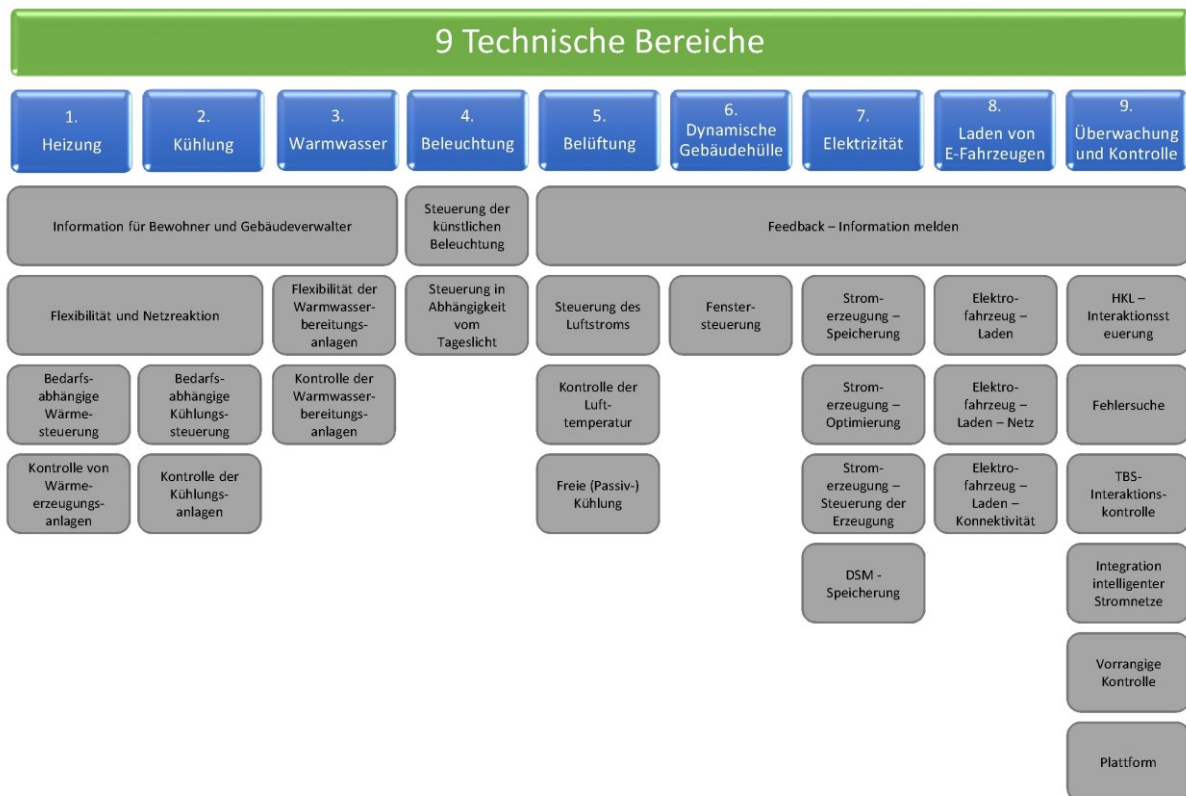 9 Technische Bereiche
1.
Heizung
2.
Kühlung
3.
Warmwasser
4.
Beleuchtung
5.
Belüftung
6.
Dynamische
Gebäudehülle
7.
Elektrizität
8.
Laden von
E-Fahrzeugen
9.
Überwachung
und Kontrolle
Information für Bewohner und Gebäudeverwalter
Steuerung der
künstlichen
Beleuchtung
Feedback – Information melden
Flexibilität und Netzreaktion
Flexibilität der
Warmwasser-
bereitungs-
anlagen
Steuerung in
Abhängigkeit
vom
Tageslicht
Steuerung des
Luftstroms
Fenster-
steuerung
Strom-
erzeugung –
Speicherung
Elektro-
fahrzeug –
Laden
HKL –
Interaktionsst
euerung
Bedarfs-
abhängige
Wärme-
steuerung
Bedarfs-
abhängige
Kühlungs-
steuerung
Kontrolle der
Warmwasser-
bereitungs-
anlagen
Kontrolle der
Luft-
temperatur
Strom-
erzeugung –
Optimierung
Elektro-
fahrzeug –
Laden – Netz
Fehlersuche
Kontrolle von
Wärme-
erzeugungs-
anlagen
Kontrolle der
Kühlungs-
anlagen
Freie (Passiv-)
Kühlung
Strom-
erzeugung –
Steuerung der
Erzeugung
Elektro-
fahrzeug –
Laden –
Konnektivität
TBS-
Interaktions-
kontrolle
DSM -
Speicherung
Integration
intelligenter
Stromnetze
Vorrangige
Kontrolle
Plattform